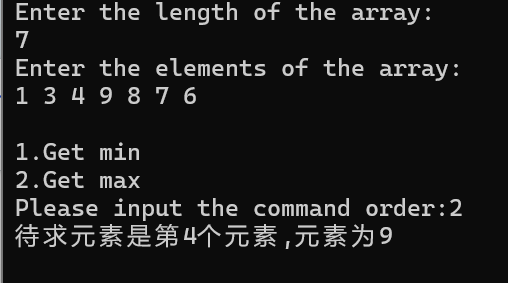 Enter the length of the array:
7
Enter the elements of the array:
1 3 4 9 8 7 6
1.Get min
2.Get max
Please input the command order:2
待求元素是第4个元素,元素为9